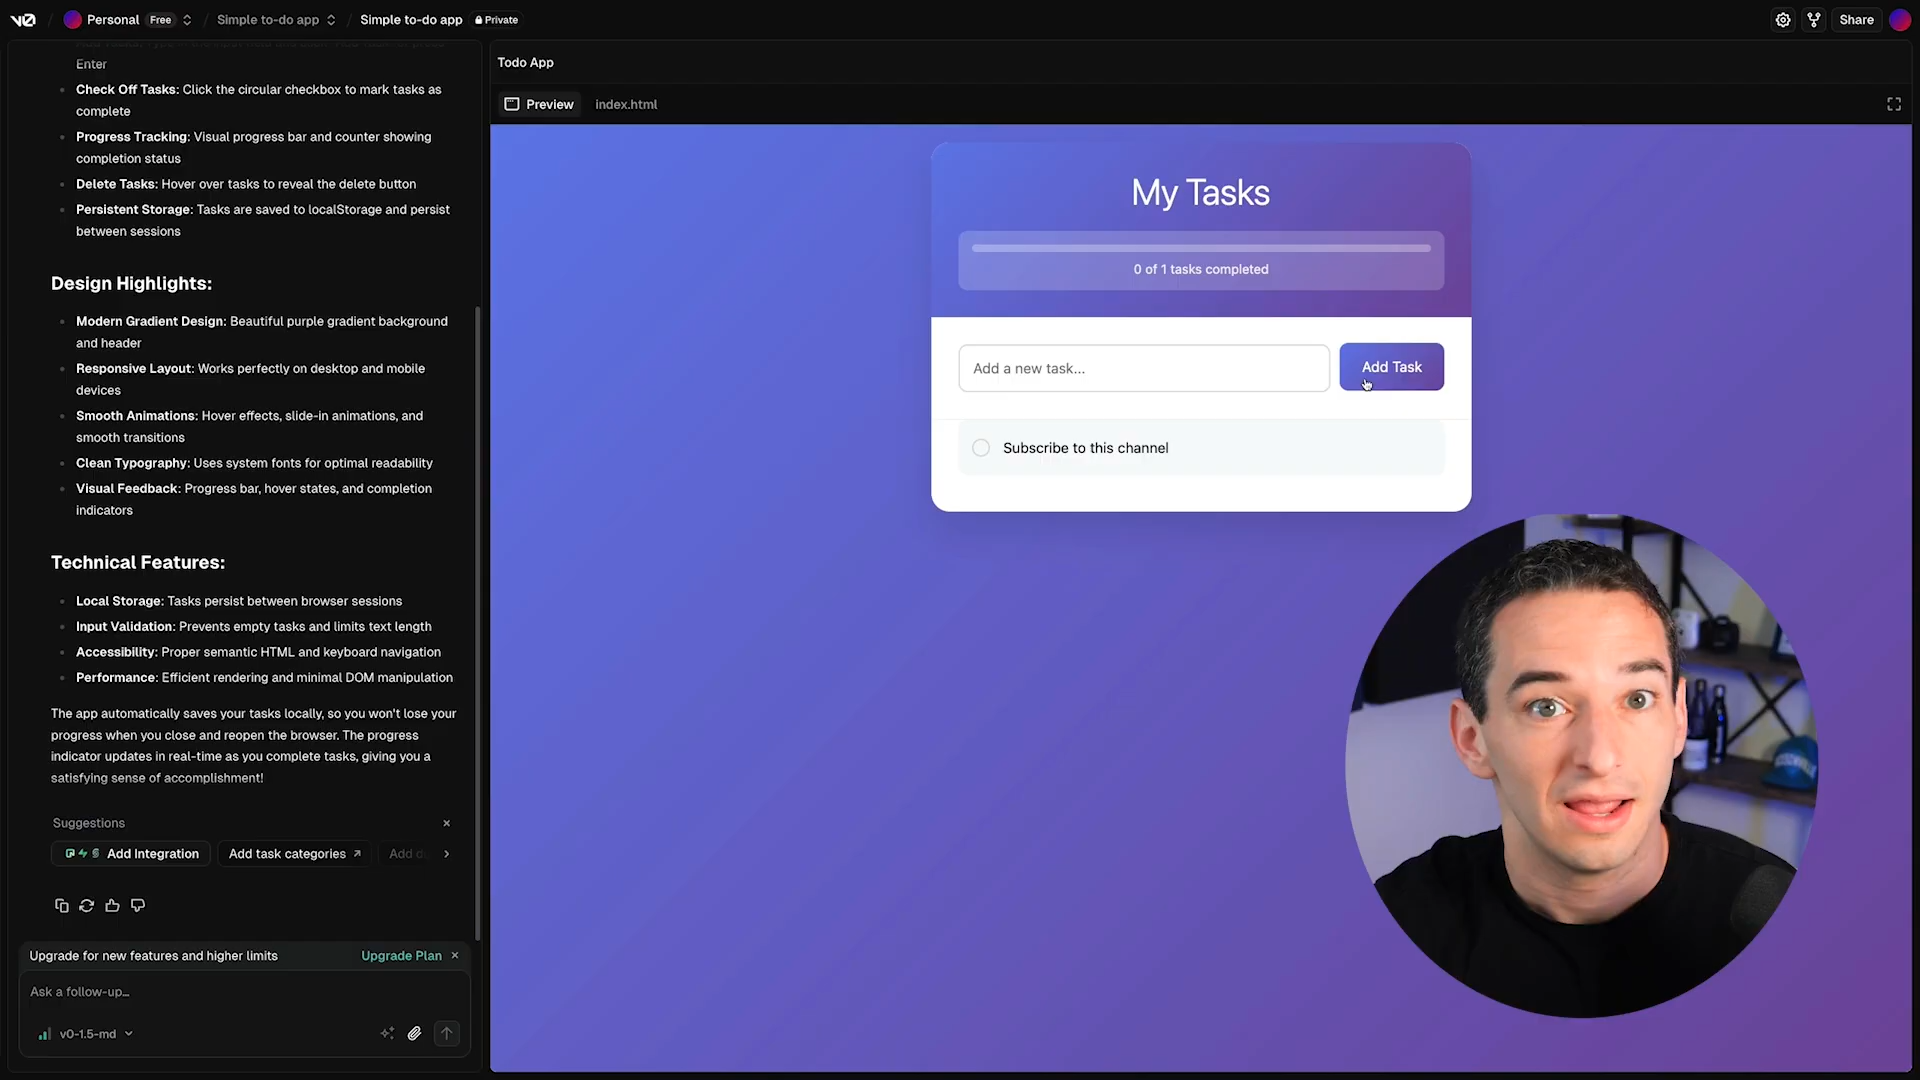 v0
Personal Free / Simple to-do app / Simple to-do app Private
Share
Enter
Check Off Tasks: Click the circular checkbox to mark tasks as
complete
Progress Tracking: Visual progress bar and counter showing
completion status
Delete Tasks: Hover over tasks to reveal the delete button
Persistent Storage: Tasks are saved to localStorage and persist
between sessions
Design Highlights:
Modern Gradient Design: Beautiful purple gradient background
and header
Responsive Layout: Works perfectly on desktop and mobile
devices
Smooth Animations: Hover effects, slide-in animations, and
smooth transitions
Clean Typography: Uses system fonts for optimal readability
Visual Feedback: Progress bar, hover states, and completion
indicators
Technical Features:
Local Storage: Tasks persist between browser sessions
Input Validation: Prevents empty tasks and limits text length
Accessibility: Proper semantic HTML and keyboard navigation
Performance: Efficient rendering and minimal DOM manipulation
The app automatically saves your tasks locally, so you won't lose your
progress when you close and reopen the browser. The progress
indicator updates in real-time as you complete tasks, giving you a
satisfying sense of accomplishment!
Suggestions
Add Integration
Add task categories
Add
Upgrade for new features and higher limits
Upgrade Plan
Ask a follow-up…
v0-1.5-md
Todo App
Preview
index.html
My Tasks
0 of 1 tasks completed
Add a new task...
Add Task
Subscribe to this channel